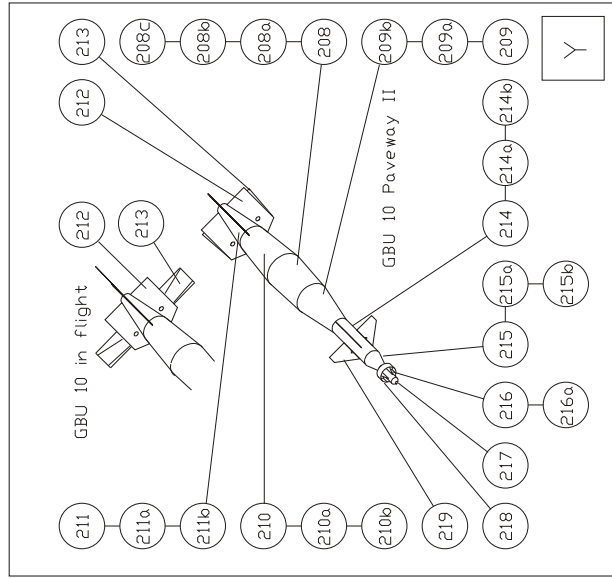 211
GBU 10 in flight
212
212
213
211a
213
208c
211b
208b
210
208a
210a
208
210b
GBU 10 Paveway II
209b
219
209a
218
217
216
215
215a
214
214a
214b
209
216a
215b
Y